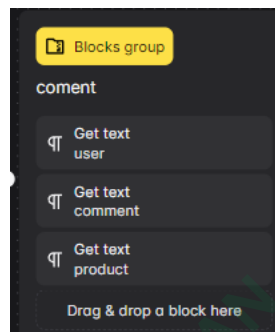 Blocks group
coment
Get text
user
Get text
comment
Get text
product
Drag & drop a block here